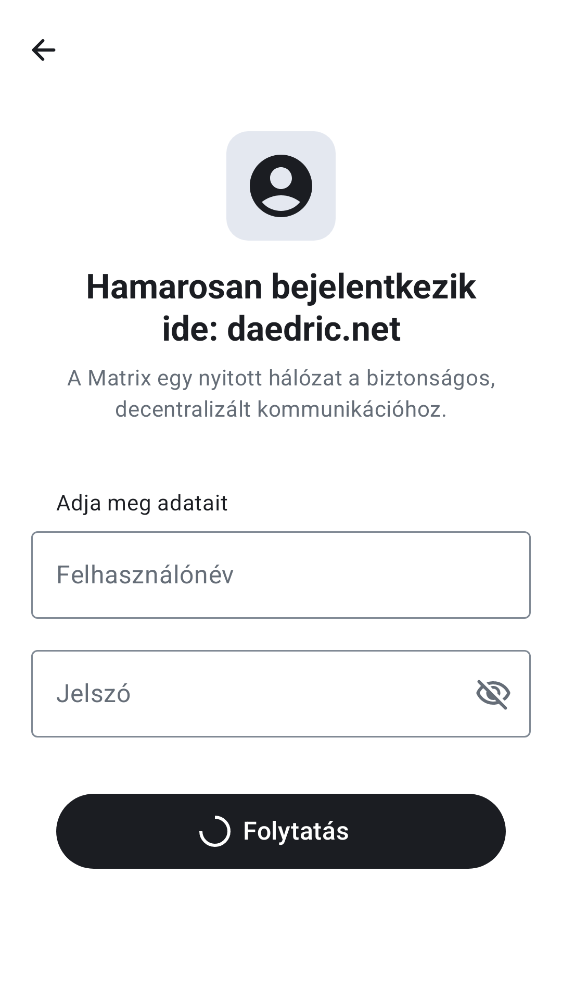 Hamarosan bejelentkezik
ide: daedric.net
A Matrix egy nyitott hálózat a biztonságos,
decentralizált kommunikációhoz.
Adja meg adatait
Felhasználónév
Jelszó
Folytatás